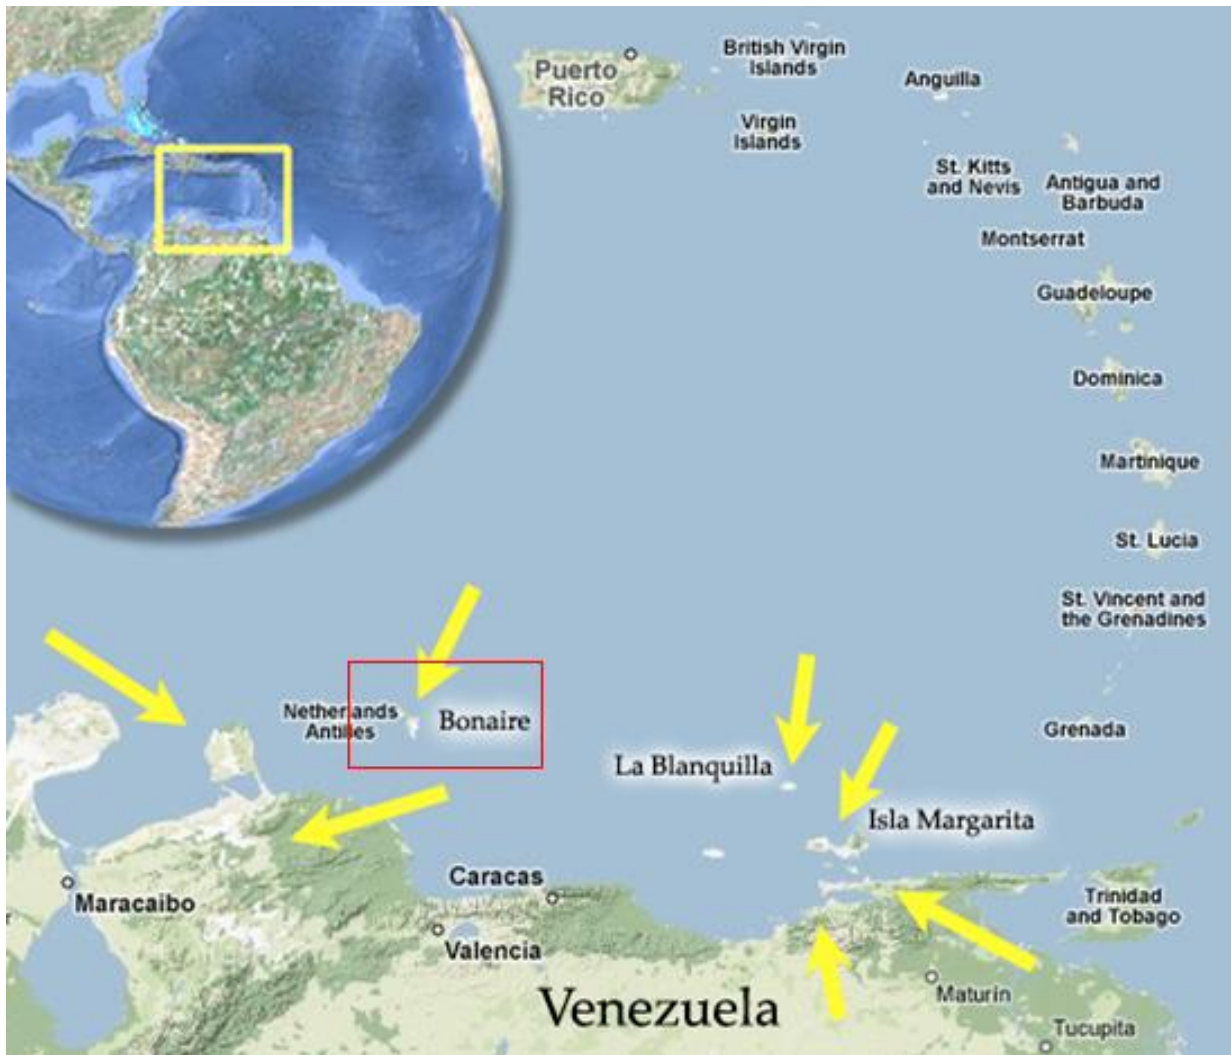 British Virgin
Islands
Puerto
Rico
Anguilla
Virgin
Islands
St. Kitts
and Nevis
Antigua and
Barbuda
Montserrat
Guadeloupe
Dominica
Martinique
St. Lucia
St. Vincent and
the Grenadines
Netherlands
Antilles
Bonaire
Grenada
La Blanquilla
Isla Margarita
Caracas
Maracaibo
Trinidad
and Tobago
Valencia
Maturin
Venezuela
Tucupita